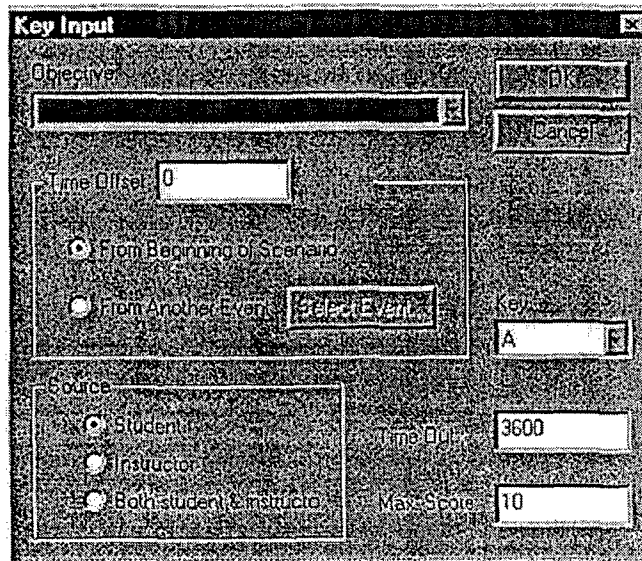 Key Input
Objective
OK
Cancel
Time Offset 0
From Beginning of Scenario
From Another Event Select Event...
Key
A
Source
Student
Instructor
Both student & instructor
Time Out 3600
Max Score 10